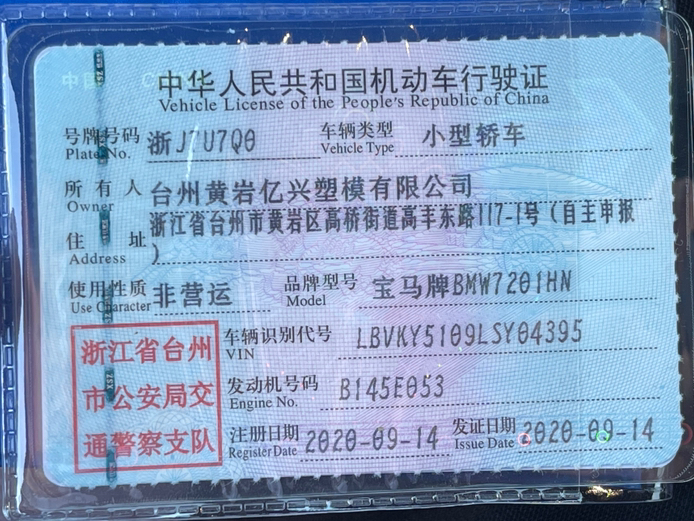 中华人民共和国机动车行驶证
Vehicle License of the People's Republic of China
号牌号码 浙J7U7Q0 车辆类型 小型轿车
Plate No. Vehicle Type
所有人 台州黄岩亿兴塑模有限公司
Owner
浙江省台州市黄岩区高桥街道高丰东路117-1号（自主申报
住址 ）
Address
使用性质 非营运 品牌型号 宝马牌BMW7201HN
Use Character Model
浙江省台州
市公安局交
通警察支队
车辆识别代号 LBVKY5109LSY04395
VIN
发动机号码 B145E053
Engine No.
注册日期 2020-09-14 发证日期 2020-09-14
Register Date Issue Date